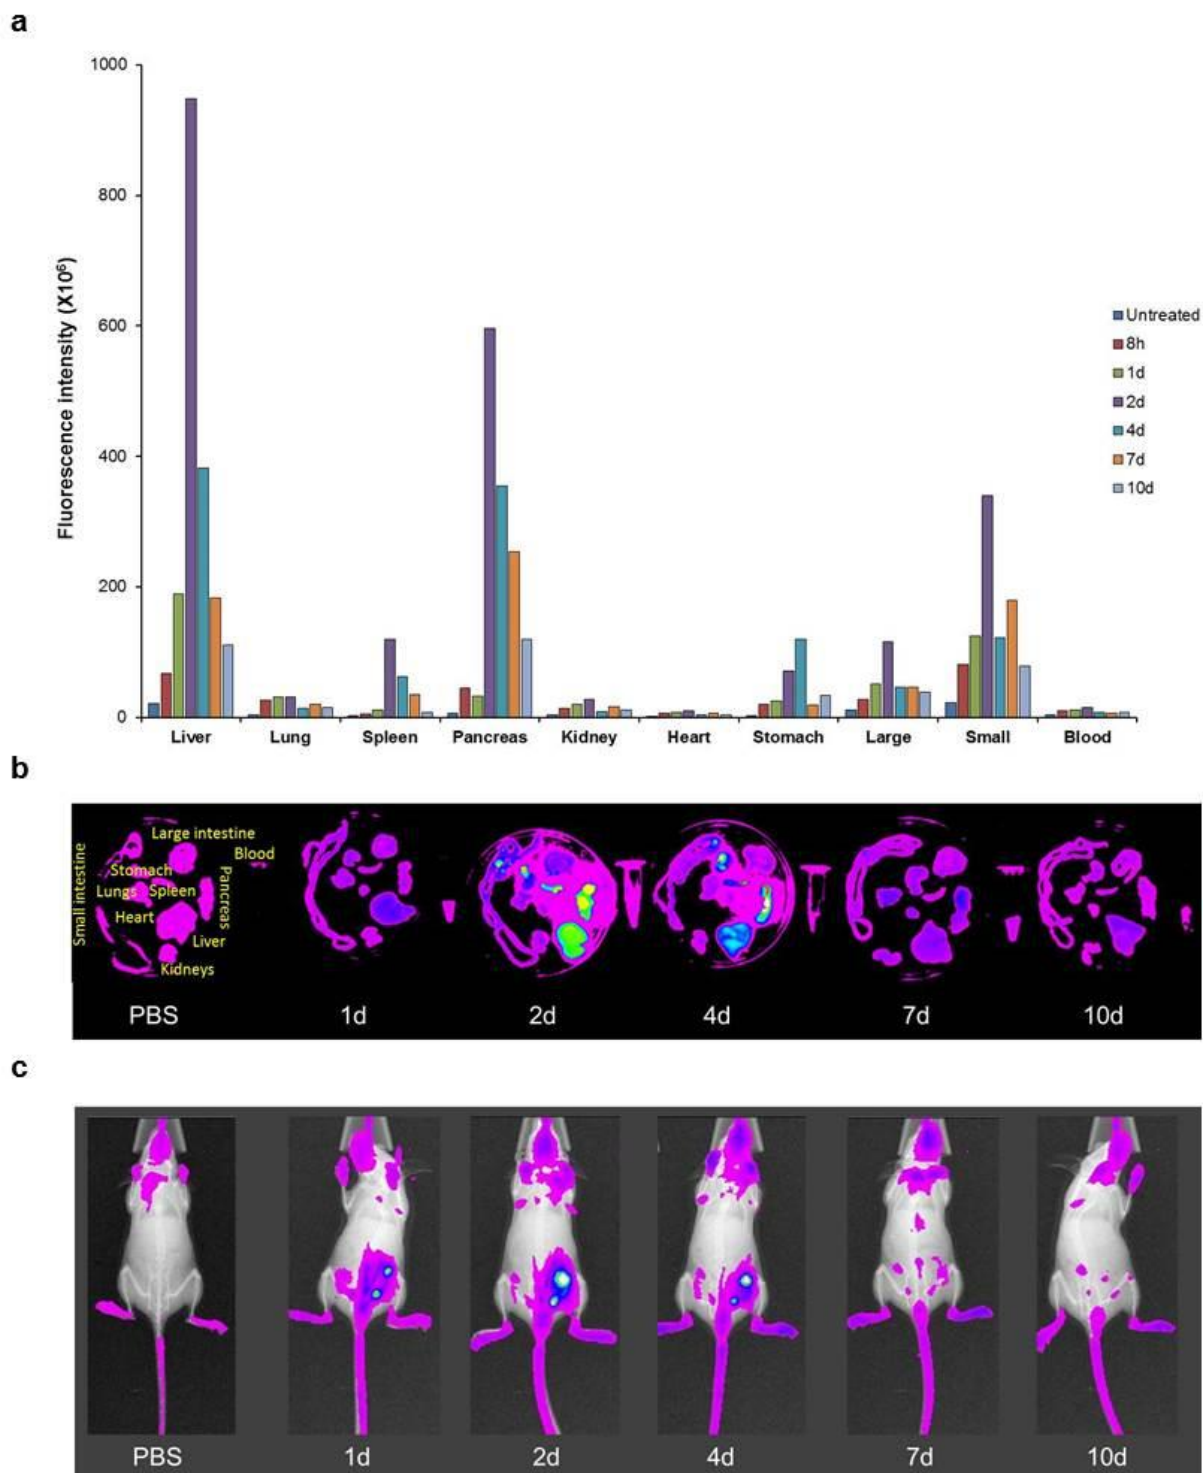 a
1000
800
600
400
200
0
Fluorescence intensity (X10⁶)
Untreated
8h
1d
2d
4d
7d
10d
Liver Lung Spleen Pancreas Kidney Heart Stomach Large Small Blood
b
Large intestine
Blood
Small intestine
Stomach
Lungs Spleen
Pancreas
Heart
Liver
Kidneys
PBS 1d 2d 4d 7d 10d
c
PBS 1d 2d 4d 7d 10d